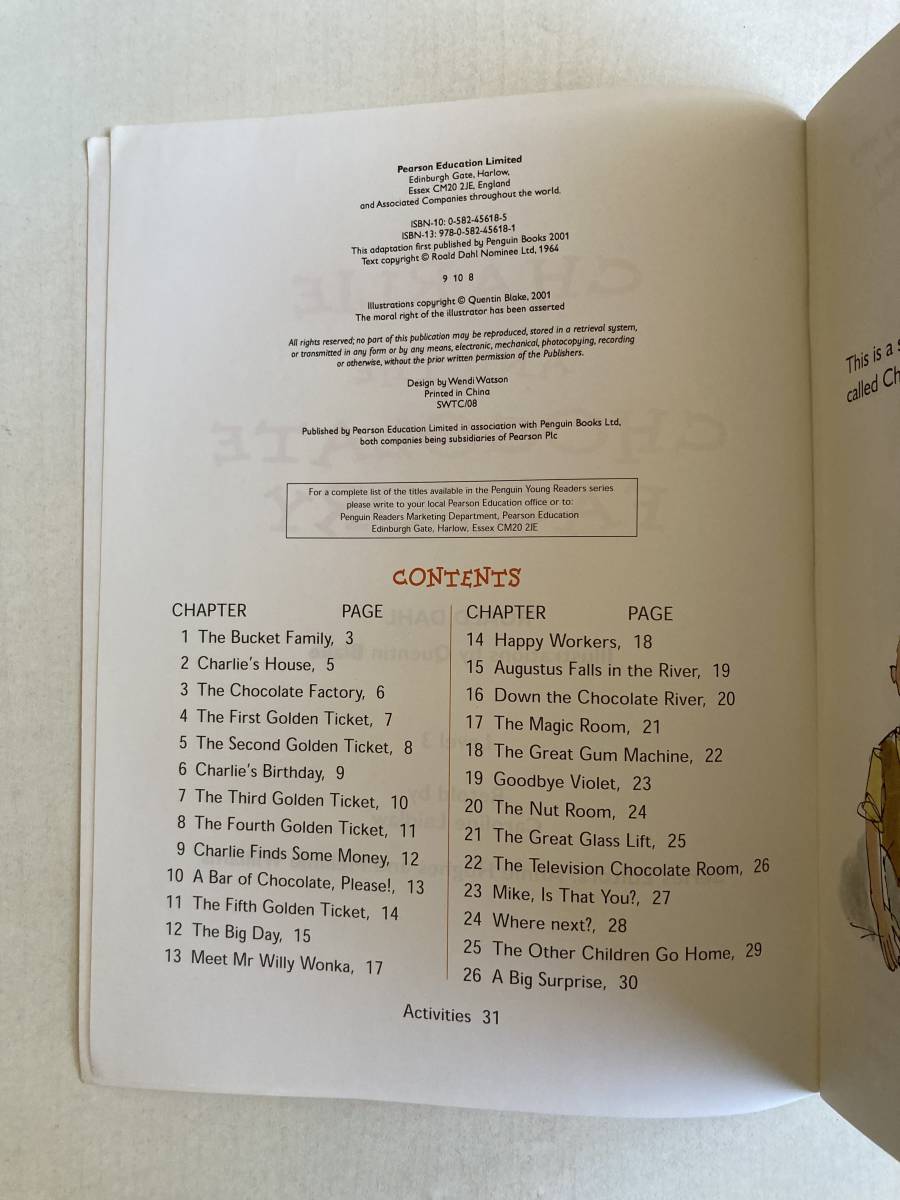 Pearson Education Limited
Edinburgh Gate, Harlow,
Essex CM20 2JE, England
and Associated Companies throughout the world.
ISBN-10: 0-582-45618-5
ISBN-13: 978-0-582-45618-1
This adaptation first published by Penguin Books 2001
Text copyright © Roald Dahl Nominee Ltd, 1964
9 10 8
Illustrations copyright © Quentin Blake, 2001
The moral right of the illustrator has been asserted
All rights reserved; no part of this publication may be reproduced, stored in a retrieval system,
or transmitted in any form or by any means, electronic, mechanical, photocopying, recording
or otherwise, without the prior written permission of the Publishers.
Design by Wendi Watson
Printed in China
SWTC/08
Published by Pearson Education Limited in association with Penguin Books Ltd,
both companies being subsidiaries of Pearson Plc
For a complete list of the titles available in the Penguin Young Readers series
please write to your local Pearson Education office or to:
Penguin Readers Marketing Department, Pearson Education
Edinburgh Gate, Harlow, Essex CM20 2JE
CONTENTS
CHAPTER PAGE
1 The Bucket Family, 3
2 Charlie's House, 5
3 The Chocolate Factory, 6
4 The First Golden Ticket, 7
5 The Second Golden Ticket, 8
6 Charlie's Birthday, 9
7 The Third Golden Ticket, 10
8 The Fourth Golden Ticket, 11
9 Charlie Finds Some Money, 12
10 A Bar of Chocolate, Please!, 13
11 The Fifth Golden Ticket, 14
12 The Big Day, 15
13 Meet Mr Willy Wonka, 17
CHAPTER PAGE
14 Happy Workers, 18
15 Augustus Falls in the River, 19
16 Down the Chocolate River, 20
17 The Magic Room, 21
18 The Great Gum Machine, 22
19 Goodbye Violet, 23
20 The Nut Room, 24
21 The Great Glass Lift, 25
22 The Television Chocolate Room, 26
23 Mike, Is That You?, 27
24 Where next?, 28
25 The Other Children Go Home, 29
26 A Big Surprise, 30
Activities 31
This is a
called